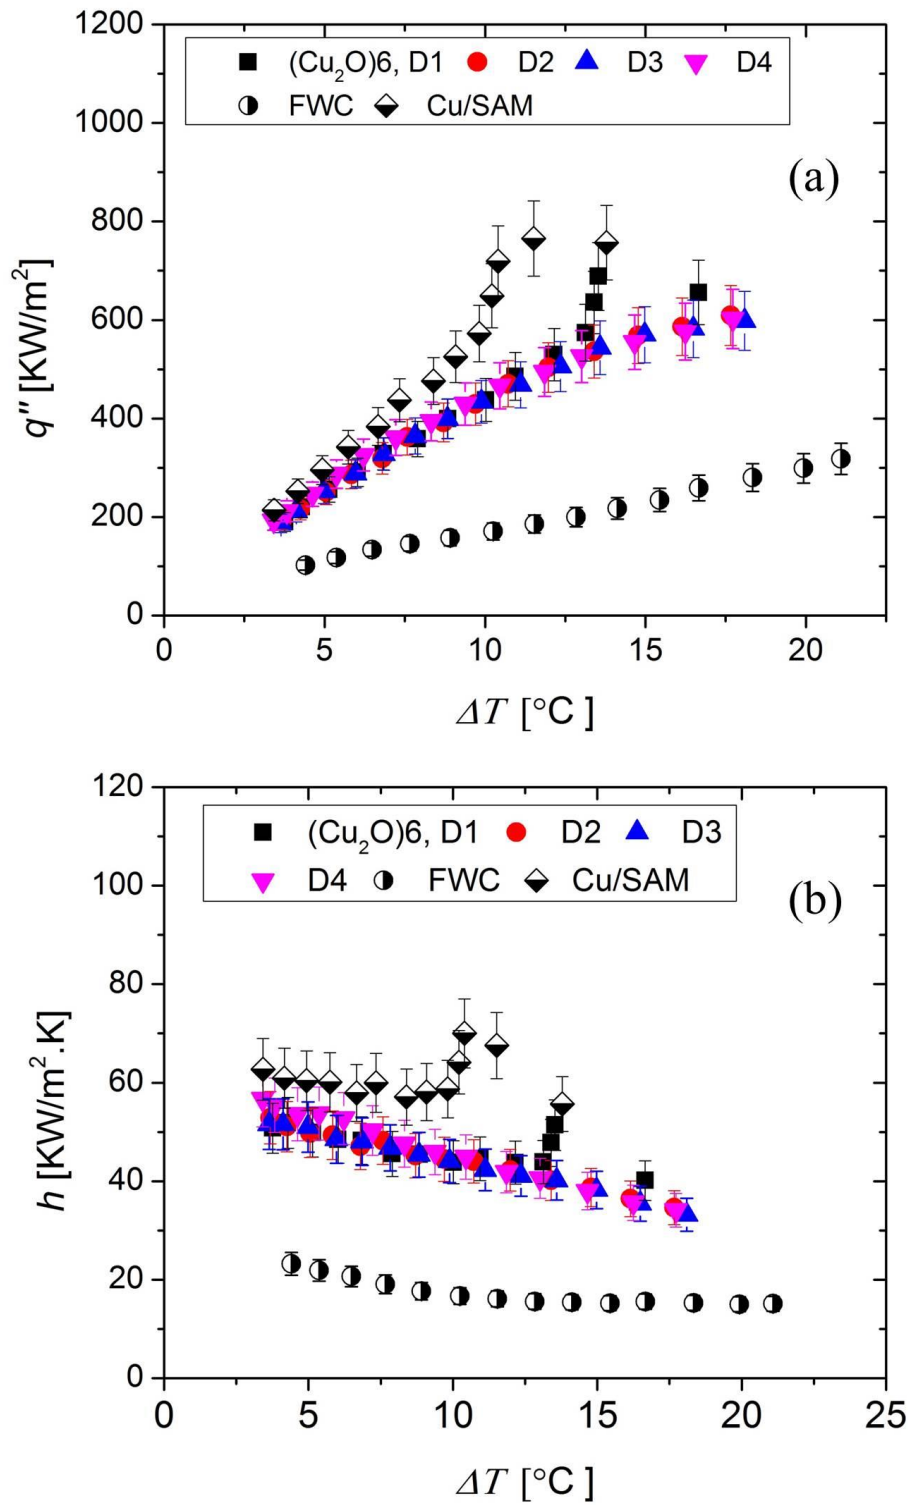 1200
1000
800
600
400
200
0
q″ [KW/m²]
(Cu₂O)6, D1 D2 D3 D4
FWC Cu/SAM
(a)
0 5 10 15 20
ΔT [°C ]
120
100
80
60
40
20
0
h [KW/m².K]
(Cu₂O)6, D1 D2 D3
D4 FWC Cu/SAM
(b)
0 5 10 15 20 25
ΔT [°C ]